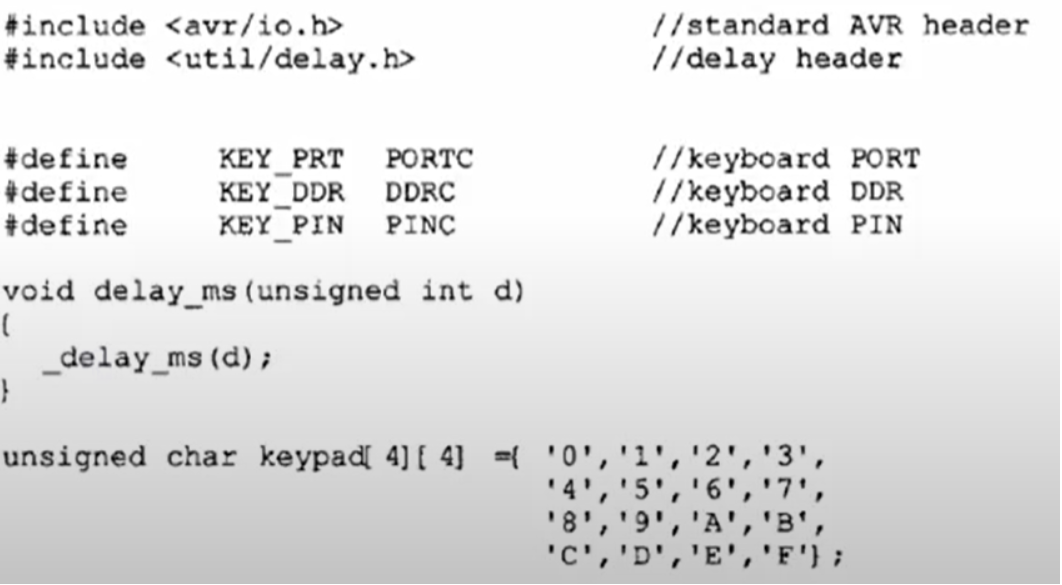 #include <avr/io.h> //standard AVR header
#include <util/delay.h> //delay header
#define KEY_PRT PORTC //keyboard PORT
#define KEY_DDR DDRC //keyboard DDR
#define KEY_PIN PINC //keyboard PIN
void delay_ms(unsigned int d)
{
_delay_ms(d);
}
unsigned char keypad[ 4][ 4] ={ '0','1','2','3',
'4','5','6','7',
'8','9','A','B',
'C','D','E','F'};